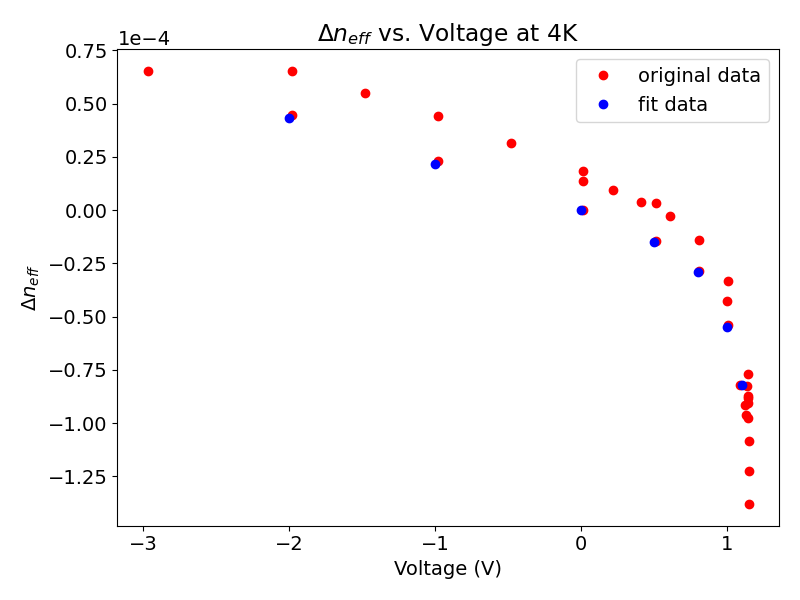 Δn_eff vs. Voltage at 4K
1e−4
0.75
0.50
0.25
0.00
−0.25
−0.50
−0.75
−1.00
−1.25
Δn_eff
original data
fit data
−3 −2 −1 0 1
Voltage (V)